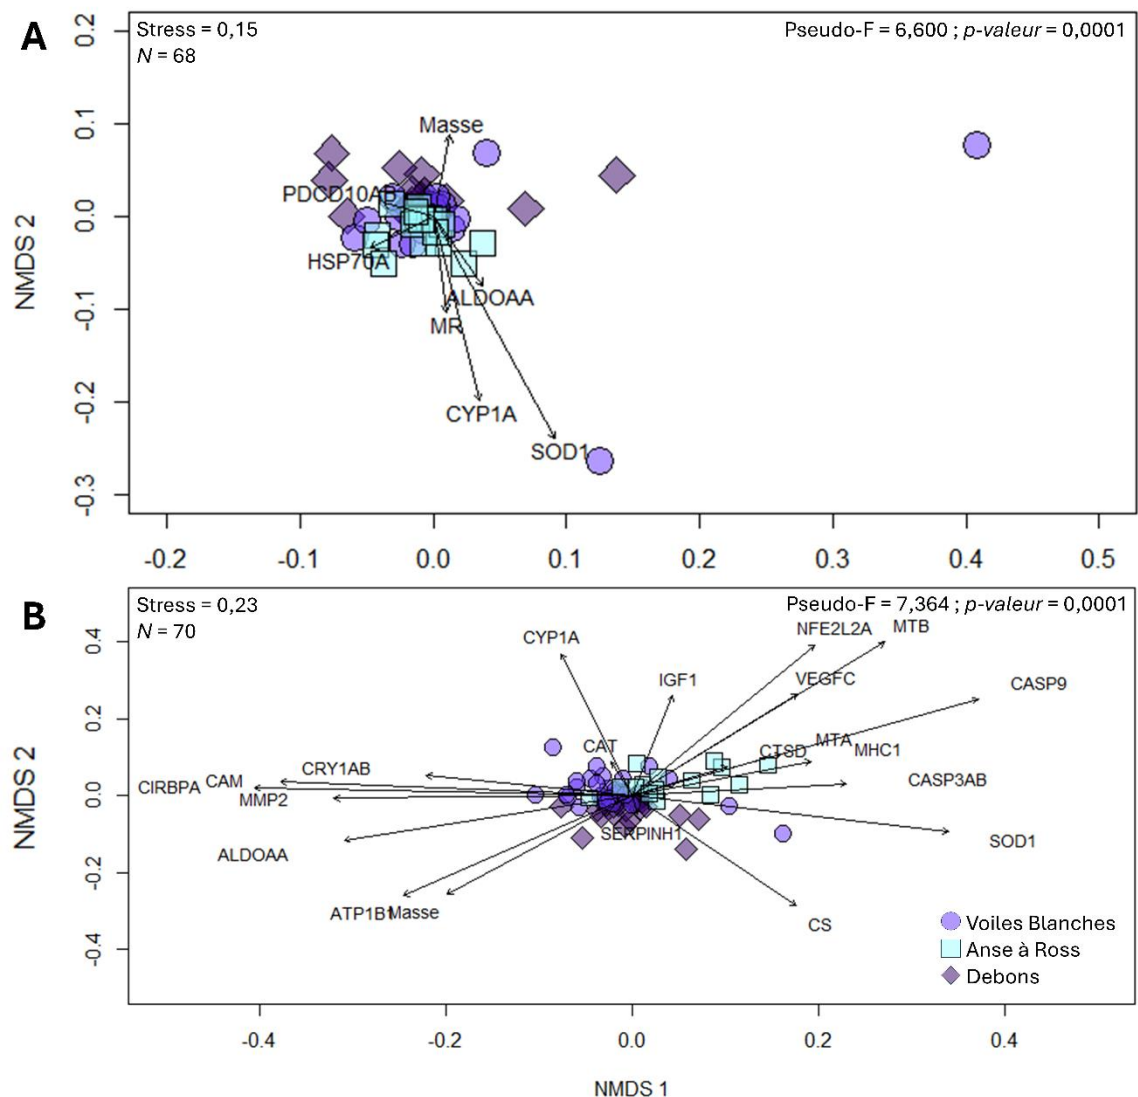 A
Stress = 0,15
Pseudo-F = 6,600 ; p-valeur = 0,0001
N = 68
0.2
0.1
0.0
-0.1
-0.2
-0.3
NMDS 2
Masse
PDCD10AB
HSP70A
ALDOAA
MR
CYP1A
SOD1
-0.2
-0.1
0.0
0.1
0.2
0.3
0.4
0.5
B
Stress = 0,23
Pseudo-F = 7,364 ; p-valeur = 0,0001
N = 70
0.4
0.2
0.0
-0.2
-0.4
NMDS 2
CYP1A
NFE2L2A
MTB
IGF1
VEGFC
CASP9
CAT
MTA
CTSD
MHC1
CRY1AB
CIRBPA
CAM
CASP3AB
MMP2
SERPINH1
SOD1
ALDOAA
ATP1B1
Masse
CS
Voiles Blanches
Anse à Ross
Debons
-0.4
-0.2
0.0
0.2
0.4
NMDS 1